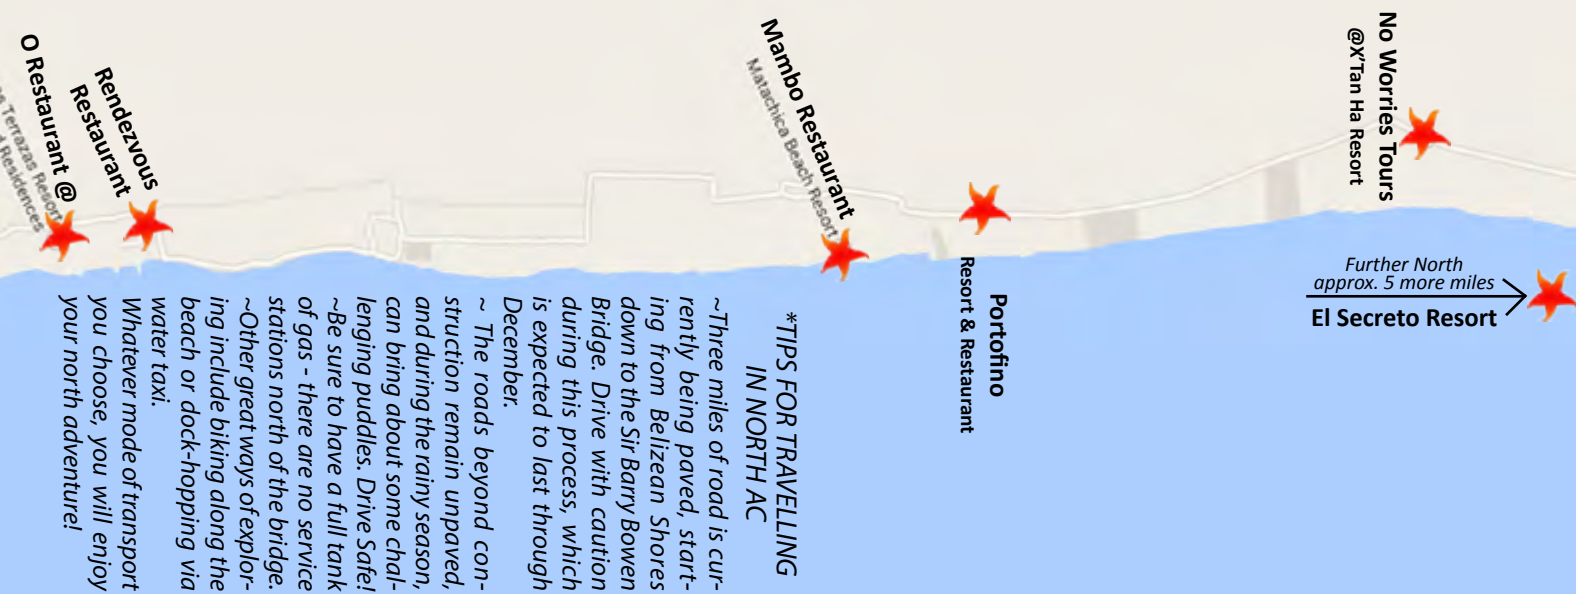 O Restaurant @
Terrazas Resort
Residences
Rendezvous
Restaurant
Mambo Restaurant
Matachica Beach Resort
Portofino
Resort & Restaurant
No Worries Tours
@X'Tan Ha Resort
Further North
approx. 5 more miles
El Secreto Resort
*TIPS FOR TRAVELLING
IN NORTH AC
~Three miles of road is cur-
rently being paved, start-
ing from Belizean Shores
down to the Sir Barry Bowen
Bridge. Drive with caution
during this process, which
is expected to last through
December.
~ The roads beyond con-
struction remain unpaved,
and during the rainy season,
can bring about some chal-
lenging puddles. Drive Safe!
~Be sure to have a full tank
of gas - there are no service
stations north of the bridge.
~Other great ways of explor-
ing include biking along the
beach or dock-hopping via
water taxi.
Whatever mode of transport
you choose, you will enjoy
your north adventure!